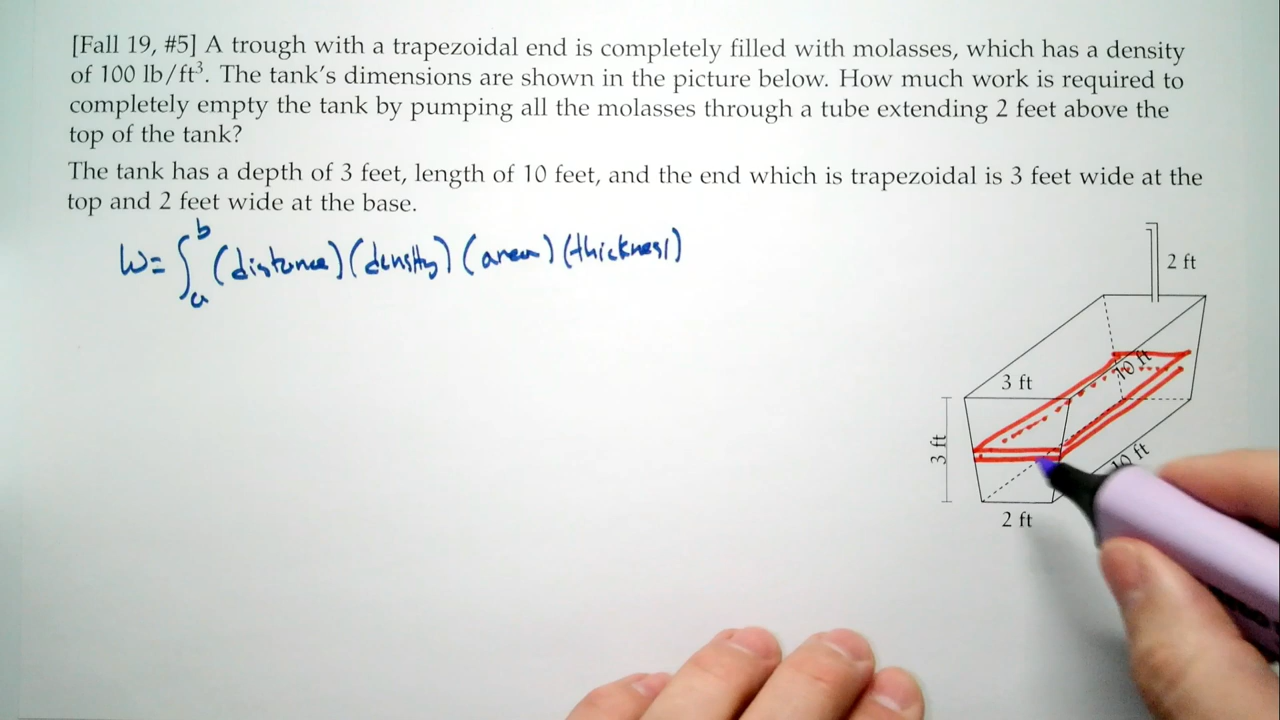 [Fall 19, #5] A trough with a trapezoidal end is completely filled with molasses, which has a density
of 100 lb/ft³. The tank's dimensions are shown in the picture below. How much work is required to
completely empty the tank by pumping all the molasses through a tube extending 2 feet above the
top of the tank?
The tank has a depth of 3 feet, length of 10 feet, and the end which is trapezoidal is 3 feet wide at the
top and 2 feet wide at the base.
W = ∫ₐᵇ (distance)(density)(area)(thickness)
2 ft
10 ft
3 ft
3 ft
10 ft
2 ft